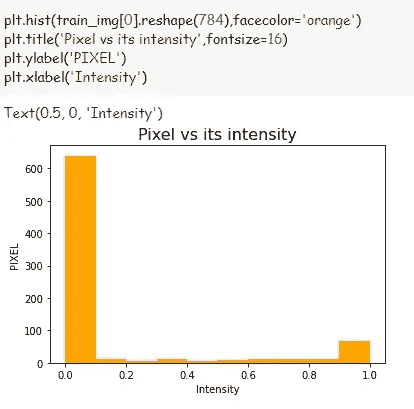 plt.hist(train_img[0].reshape(784),facecolor='orange')
plt.title('Pixel vs its intensity',fontsize=16)
plt.ylabel('PIXEL')
plt.xlabel('Intensity')
Text(0.5, 0, 'Intensity')
Pixel vs its intensity
600
500
400
300
200
100
0
PIXEL
0.0 0.2 0.4 0.6 0.8 1.0
Intensity